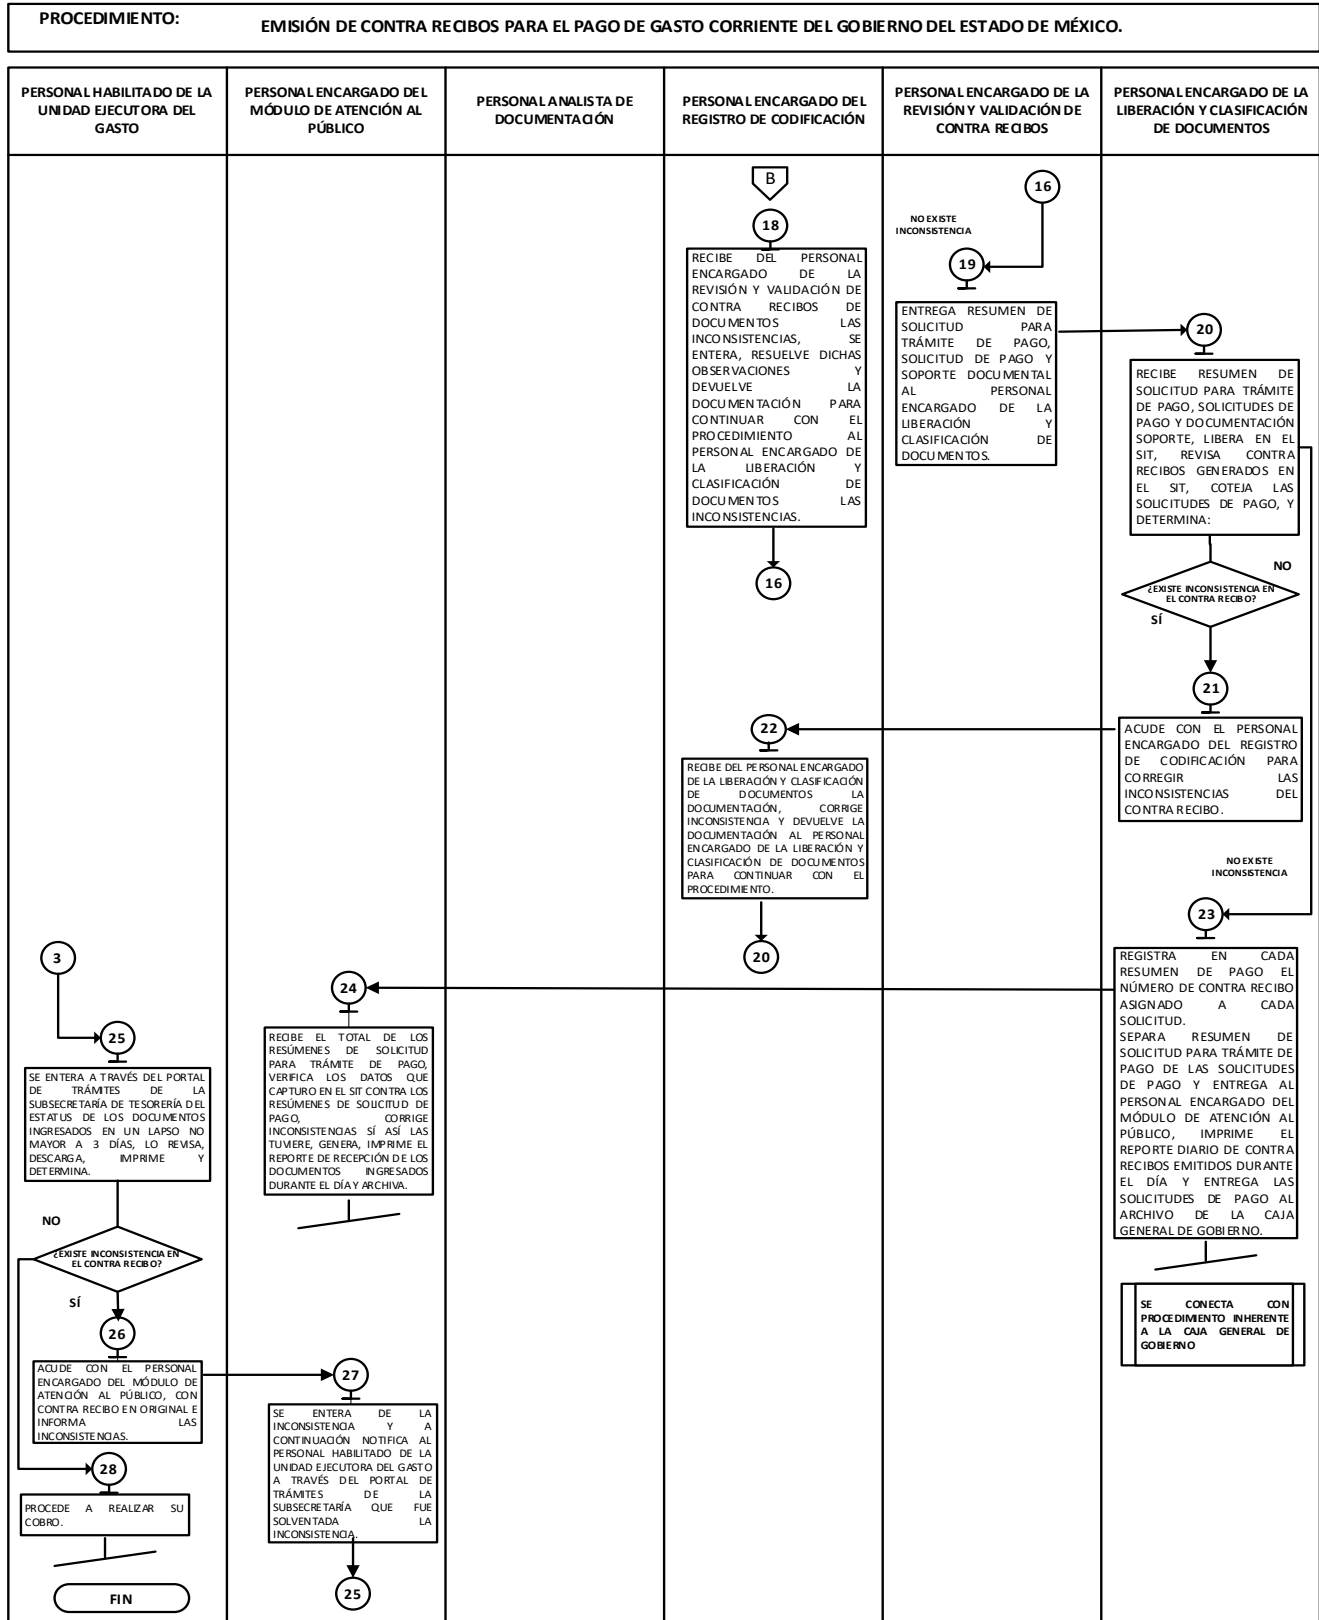 PROCEDIMIENTO:
EMISIÓN DE CONTRA RECIBOS PARA EL PAGO DE GASTO CORRIENTE DEL GOBIERNO DEL ESTADO DE MÉXICO.
PERSONAL HABILITADO DE LA
UNIDAD EJECUTORA DEL
GASTO
PERSONAL ENCARGADO DEL
MÓDULO DE ATENCIÓN AL
PÚBLICO
PERSONAL ANALISTA DE
DOCUMENTACIÓN
PERSONAL ENCARGADO DEL
REGISTRO DE CODIFICACIÓN
PERSONAL ENCARGADO DE LA
REVISIÓN Y VALIDACIÓN DE
CONTRA RECIBOS
PERSONAL ENCARGADO DE LA
LIBERACIÓN Y CLASIFICACIÓN
DE DOCUMENTOS
B
18
RECIBE DEL PERSONAL
ENCARGADO DE LA
REVISIÓN Y VALIDACIÓN DE
CONTRA RECIBOS DE
DOCUMENTOS LAS
INCONSISTENCIAS, SE
ENTERA, RESUELVE DICHAS
OBSERVACIONES Y
DEVUELVE LA
DOCUMENTACIÓN PARA
CONTINUAR CON EL
PROCEDIMIENTO AL
PERSONAL ENCARGADO DE
LA LIBERACIÓN Y
CLASIFICACIÓN DE
DOCUMENTOS LAS
INCONSISTENCIAS.
16
16
NO EXISTE
INCONSISTENCIA
19
ENTREGA RESUMEN DE
SOLICITUD PARA
TRÁMITE DE PAGO,
SOLICITUD DE PAGO Y
SOPORTE DOCUMENTAL
AL PERSONAL
ENCARGADO DE LA
LIBERACIÓN Y
CLASIFICACIÓN DE
DOCUMENTOS.
20
RECIBE RESUMEN DE
SOLICITUD PARA TRÁMITE
DE PAGO, SOLICITUDES DE
PAGO Y DOCUMENTACIÓN
SOPORTE, LIBERA EN EL
SIT, REVISA CONTRA
RECIBOS GENERADOS EN
EL SIT, COTEJA LAS
SOLICITUDES DE PAGO, Y
DETERMINA:
NO
¿EXISTE INCONSISTENCIA EN
EL CONTRA RECIBO?
SÍ
21
ACUDE CON EL PERSONAL
ENCARGADO DEL REGISTRO
DE CODIFICACIÓN PARA
CORREGIR LAS
INCONSISTENCIAS DEL
CONTRA RECIBO.
22
RECIBE DEL PERSONAL ENCARGADO
DE LA LIBERACIÓN Y CLASIFICACIÓN
DE DOCUMENTOS LA
DOCUMENTACIÓN, CORRIGE
INCONSISTENCIA Y DEVUELVE LA
DOCUMENTACIÓN AL PERSONAL
ENCARGADO DE LA LIBERACIÓN Y
CLASIFICACIÓN DE DOCUMENTOS
PARA CONTINUAR CON EL
PROCEDIMIENTO.
20
NO EXISTE
INCONSISTENCIA
23
REGISTRA EN CADA
RESUMEN DE PAGO EL
NÚMERO DE CONTRA RECIBO
ASIGNADO A CADA
SOLICITUD.
SEPARA RESUMEN DE
SOLICITUD PARA TRÁMITE DE
PAGO DE LAS SOLICITUDES
DE PAGO Y ENTREGA AL
PERSONAL ENCARGADO DEL
MÓDULO DE ATENCIÓN AL
PÚBLICO, IMPRIME EL
REPORTE DIARIO DE CONTRA
RECIBOS EMITIDOS DURANTE
EL DÍA Y ENTREGA LAS
SOLICITUDES DE PAGO AL
ARCHIVO DE LA CAJA
GENERAL DE GOBIERNO.
SE CONECTA CON
PROCEDIMIENTO INHERENTE
A LA CAJA GENERAL DE
GOBIERNO
24
RECIBE EL TOTAL DE LOS
RESÚMENES DE SOLICITUD
PARA TRÁMITE DE PAGO,
VERIFICA LOS DATOS QUE
CAPTURO EN EL SIT CONTRA LOS
RESÚMENES DE SOLICITUD DE
PAGO, CORRIGE
INCONSISTENCIAS SÍ ASÍ LAS
TUVIERE, GENERA, IMPRIME EL
REPORTE DE RECEPCIÓN DE LOS
DOCUMENTOS INGRESADOS
DURANTE EL DÍA Y ARCHIVA.
3
25
SE ENTERA A TRAVÉS DEL PORTAL
DE TRÁMITES DE LA
SUBSECRETARÍA DE TESORERÍA DEL
ESTATUS DE LOS DOCUMENTOS
INGRESADOS EN UN LAPSO NO
MAYOR A 3 DÍAS, LO REVISA,
DESCARGA, IMPRIME Y
DETERMINA.
NO
¿EXISTE INCONSISTENCIA EN
EL CONTRA RECIBO?
SÍ
26
ACUDE CON EL PERSONAL
ENCARGADO DEL MÓDULO DE
ATENCIÓN AL PÚBLICO, CON
CONTRA RECIBO EN ORIGINAL E
INFORMA LAS
INCONSISTENCIAS.
27
SE ENTERA DE LA
INCONSISTENCIA Y A
CONTINUACIÓN NOTIFICA AL
PERSONAL HABILITADO DE LA
UNIDAD EJECUTORA DEL GASTO
A TRAVÉS DEL PORTAL DE
TRÁMITES DE LA
SUBSECRETARÍA QUE FUE
SOLVENTADA LA
INCONSISTENCIA.
25
28
PROCEDE A REALIZAR SU
COBRO.
FIN